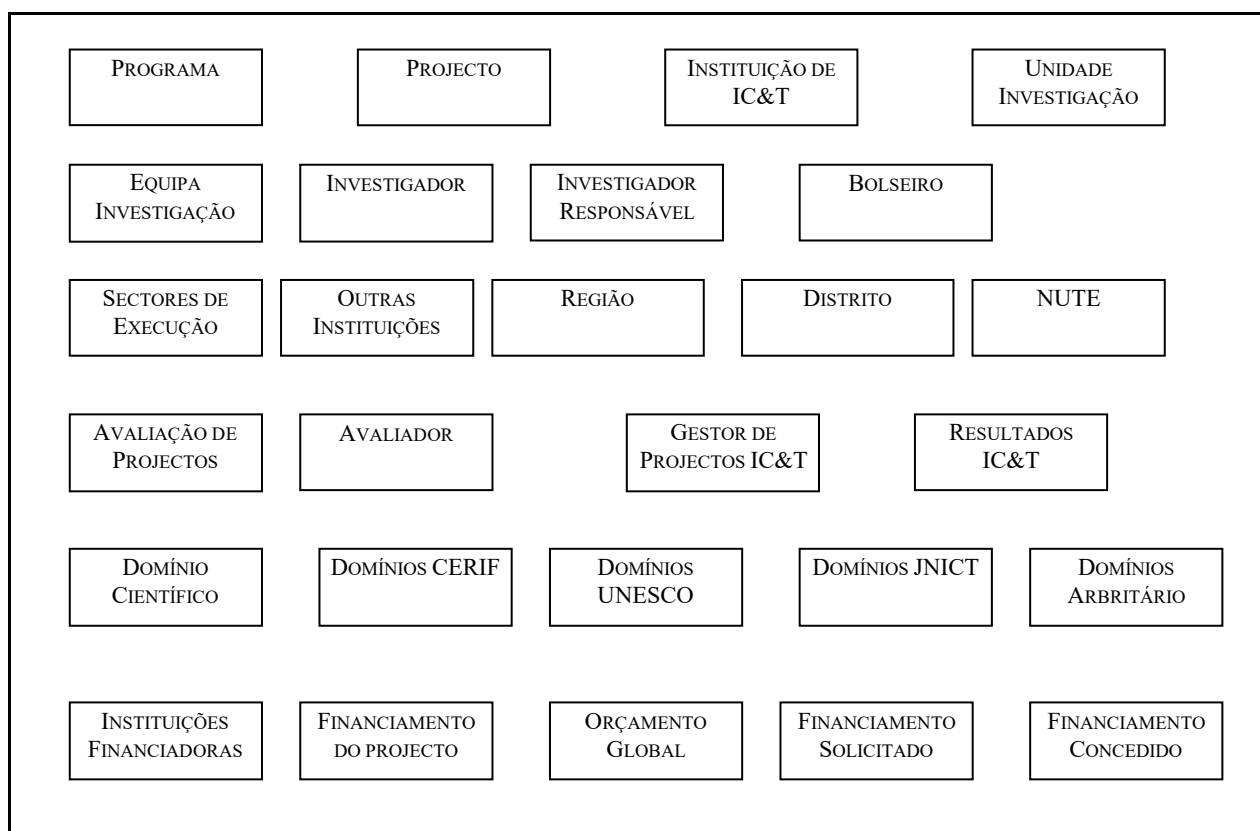 PROGRAMA
PROJECTO
INSTITUIÇÃO DE
IC&T
UNIDADE
INVESTIGAÇÃO
EQUIPA
INVESTIGAÇÃO
INVESTIGADOR
INVESTIGADOR
RESPONSÁVEL
BOLSEIRO
SECTORES DE
EXECUÇÃO
OUTRAS
INSTITUIÇÕES
REGIÃO
DISTRITO
NUTE
AVALIAÇÃO DE
PROJECTOS
AVALIADOR
GESTOR DE
PROJECTOS IC&T
RESULTADOS
IC&T
DOMÍNIO
CIENTÍFICO
DOMÍNIOS CERIF
DOMÍNIOS
UNESCO
DOMÍNIOS JNICT
DOMÍNIOS
ARBRITÁRIO
INSTITUIÇÕES
FINANCIADORAS
FINANCIAMENTO
DO PROJECTO
ORÇAMENTO
GLOBAL
FINANCIAMENTO
SOLICITADO
FINANCIAMENTO
CONCEDIDO